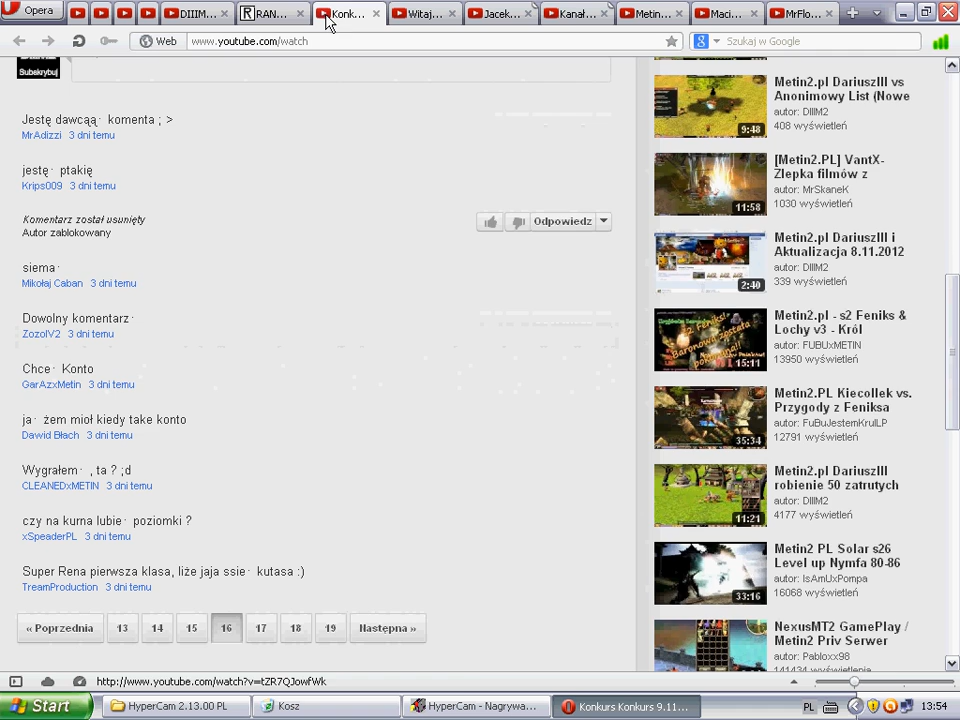 Opera
DIIIM...
RAN...
Konk...
Witaj...
Jacek...
Kanał...
Metin...
Maci...
MrFlo...
Web
www.youtube.com/watch
Szukaj w Google
Subskrybuj
Jestę dawcąą· komenta ; >
MrAdizzi 3 dni temu
jestę· ptakię
Krips009 3 dni temu
Komentarz został usunięty
Autor zablokowany
Odpowiedz
siema·
Mikołaj Caban 3 dni temu
Dowolny komentarz·
ZozolV2 3 dni temu
Chce· Konto
GarAzxMetin 3 dni temu
ja· żem mioł kiedy take konto
Dawid Błach 3 dni temu
Wygrałem· , ta ? ;d
CLEANEDxMETIN 3 dni temu
czy na kurna lubie· poziomki ?
xSpeaderPL 3 dni temu
Super Rena pierwsza klasa, liże jaja ssie· kutasa :)
TreamProduction 3 dni temu
« Poprzednia 13 14 15 16 17 18 19 Następna »
9:48
Metin2.pl DariuszIII vs
Anonimowy List (Nowe
autor: DIIIM2
408 wyświetleń
11:58
[Metin2.PL] VantX-
Zlepka filmów z
autor: MrSkaneK
1030 wyświetleń
2:40
Metin2.pl DariuszIII i
Aktualizacja 8.11.2012
autor: DIIIM2
339 wyświetleń
15:11
Metin2.pl - s2 Feniks &
Lochy v3 - Król
autor: FUBUxMETIN
13950 wyświetleń
35:34
Metin2.PL Kiecollek vs.
Przygody z Feniksa
autor: FuBuJestemKrulLP
12791 wyświetleń
11:21
Metin2.pl DariuszIII
robienie 50 zatrutych
autor: DIIIM2
4177 wyświetleń
33:16
Metin2 PL Solar s26
Level up Nymfa 80-86
autor: IsAmUxPompa
16068 wyświetleń
NexusMT2 GamePlay /
Metin2 Priv Serwer
autor: Pabloxx98
141434 wyświetlenia
http://www.youtube.com/watch?v=tZR7QJowfWk
Start
HyperCam 2.13.00 PL
Kosz
HyperCam - Nagrywa...
Konkurs Konkurs 9.11...
PL
13:54